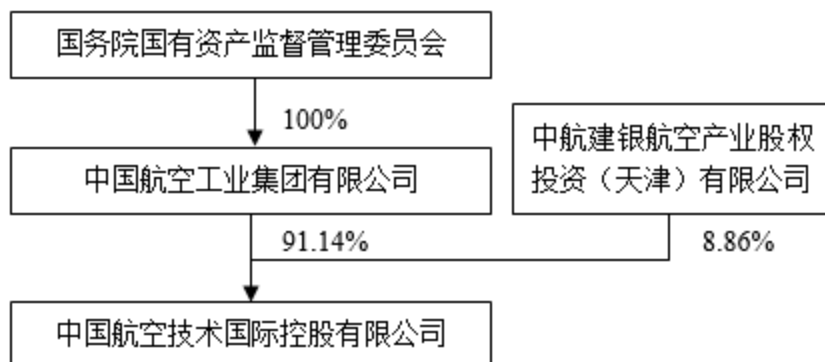 国务院国有资产监督管理委员会
100%
中航建银航空产业股权
投资（天津）有限公司
中国航空工业集团有限公司
91.14%
8.86%
中国航空技术国际控股有限公司